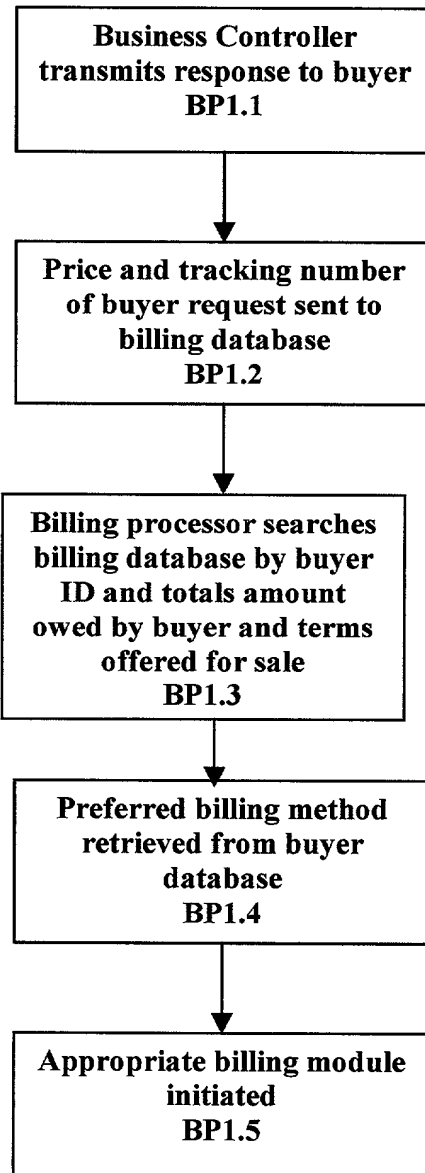 Business Controller
transmits response to buyer
BP1.1
Price and tracking number
of buyer request sent to
billing database
BP1.2
Billing processor searches
billing database by buyer
ID and totals amount
owed by buyer and terms
offered for sale
BP1.3
Preferred billing method
retrieved from buyer
database
BP1.4
Appropriate billing module
initiated
BP1.5